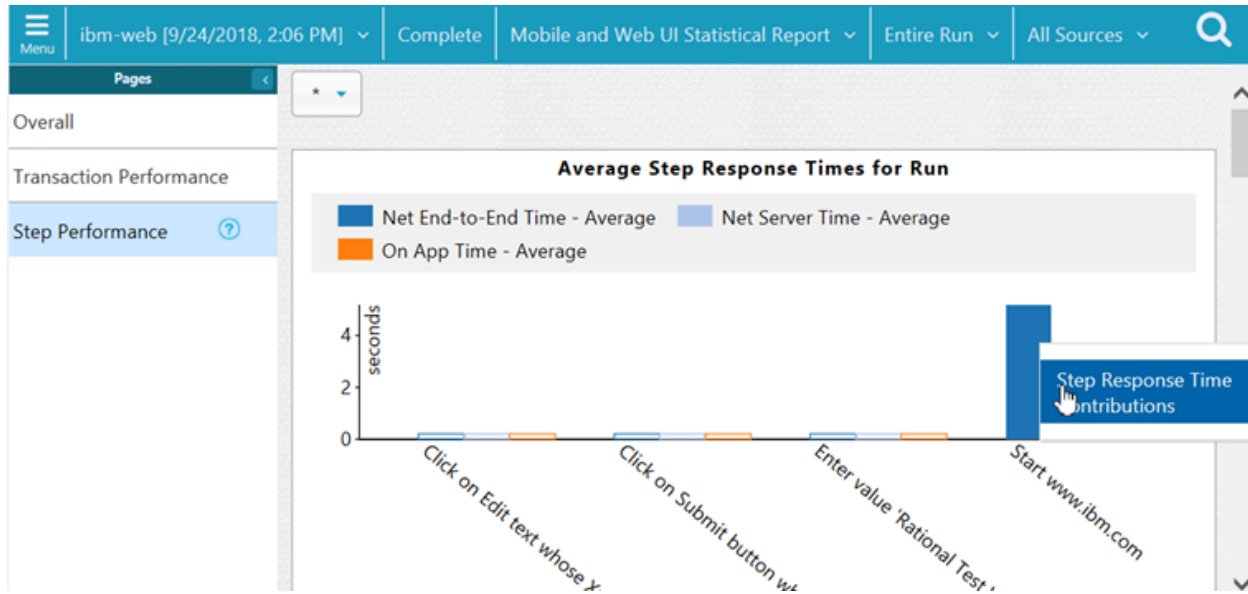 Menu
ibm-web [9/24/2018, 2:06 PM]
Complete
Mobile and Web UI Statistical Report
Entire Run
All Sources
Pages
Overall
Transaction Performance
Step Performance ?
*
Average Step Response Times for Run
Net End-to-End Time - Average
Net Server Time - Average
On App Time - Average
seconds
4
2
0
Step Response Time
Contributions
Click on Edit text whose X
Click on Submit button wh
Enter value 'Rational Test
Start www.ibm.com